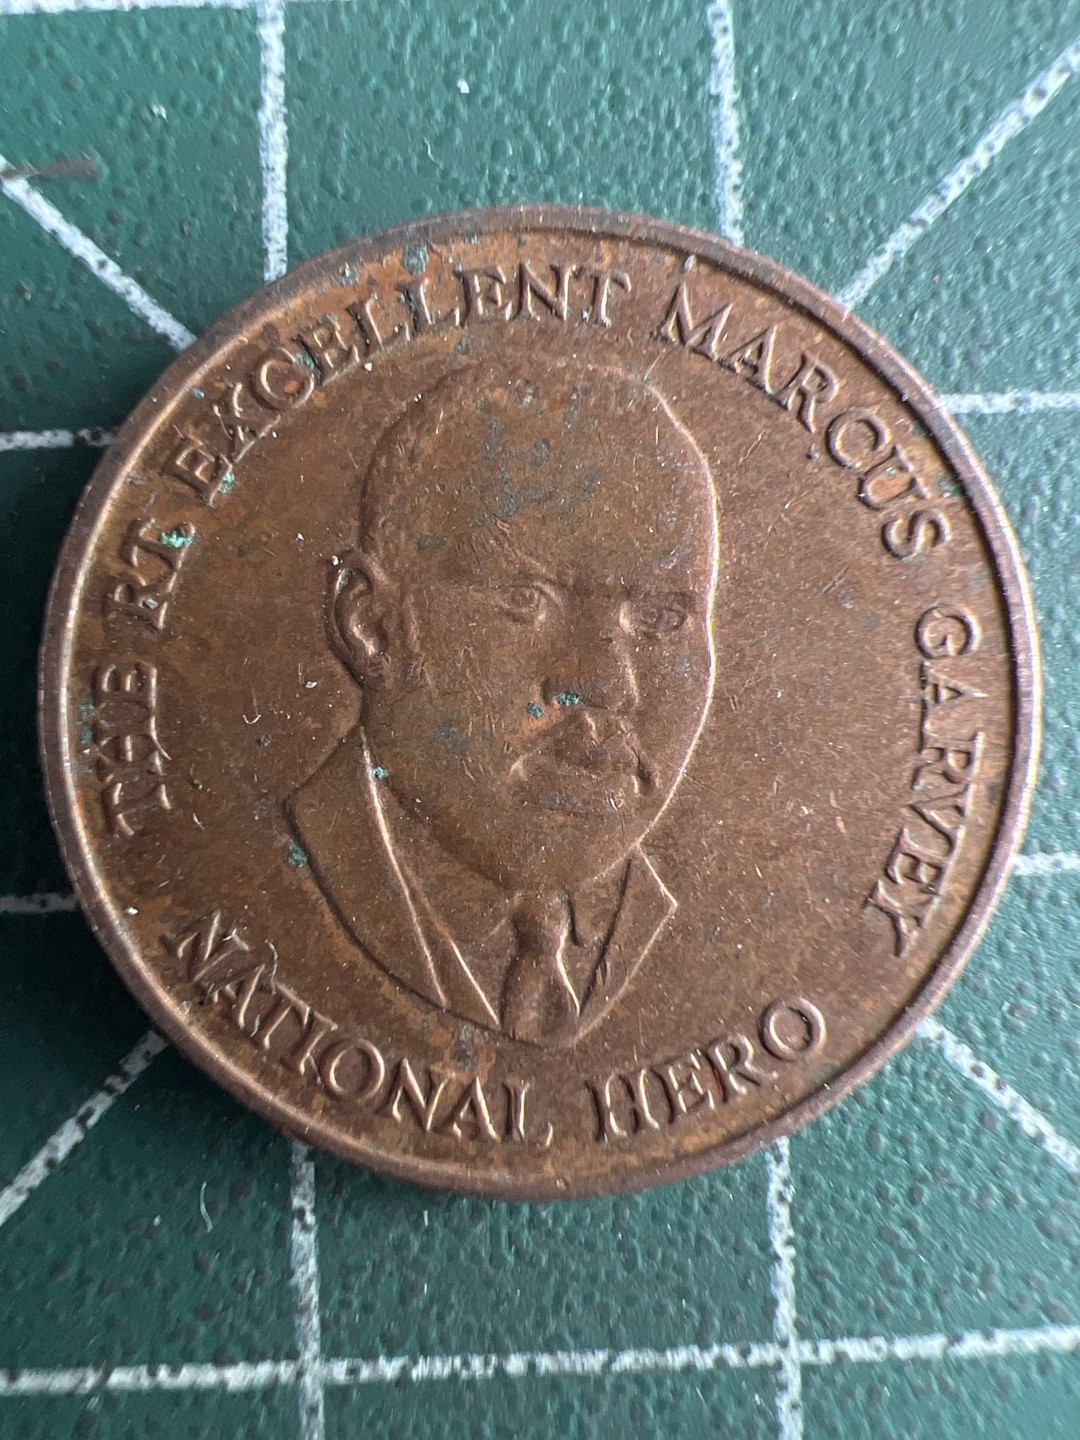 THE RT. EXCELLENT MARCUS GARVEY
NATIONAL HERO